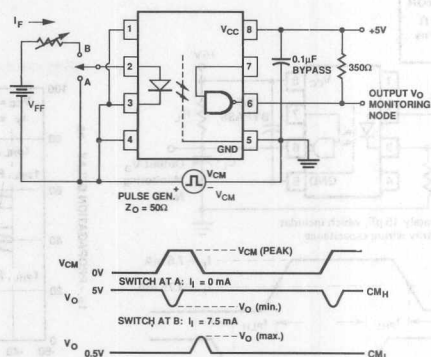 I_F
B
A
V_FF
1
2
3
4
V_CC 8
7
6
GND 5
+5V
0.1μF
BYPASS
350Ω
OUTPUT V_O
MONITORING
NODE
V_CM
+
−
V_CM
PULSE GEN.
Z_O = 50Ω
V_CM
0V
V_CM (PEAK)
SWITCH AT A: I_I = 0 mA
5V
V_O
CM_H
V_O (min.)
SWITCH AT B: I_I = 7.5 mA
V_O (max.)
V_O
0.5V
CM_L